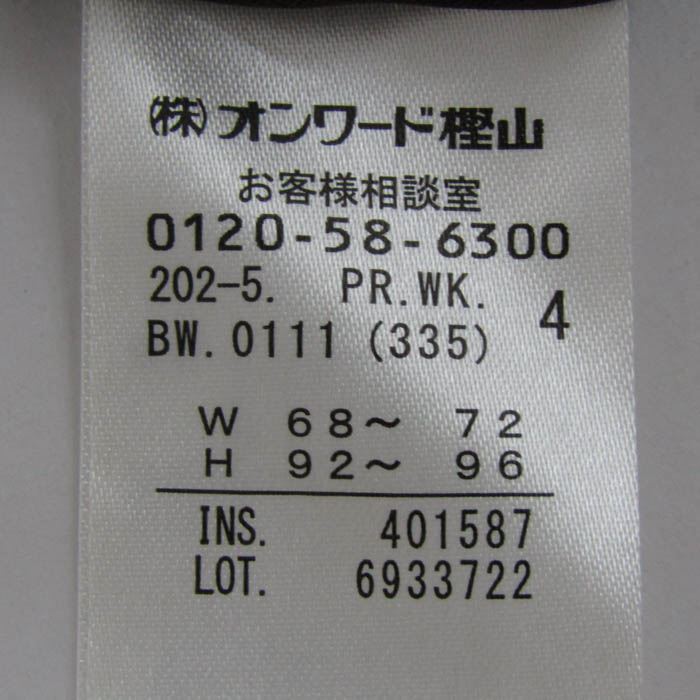 ㈱オンワード樫山
お客様相談室
0120-58-6300
202-5. PR.WK. 4
BW.0111(335)
W 68～ 72
H 92～ 96
INS. 401587
LOT. 6933722